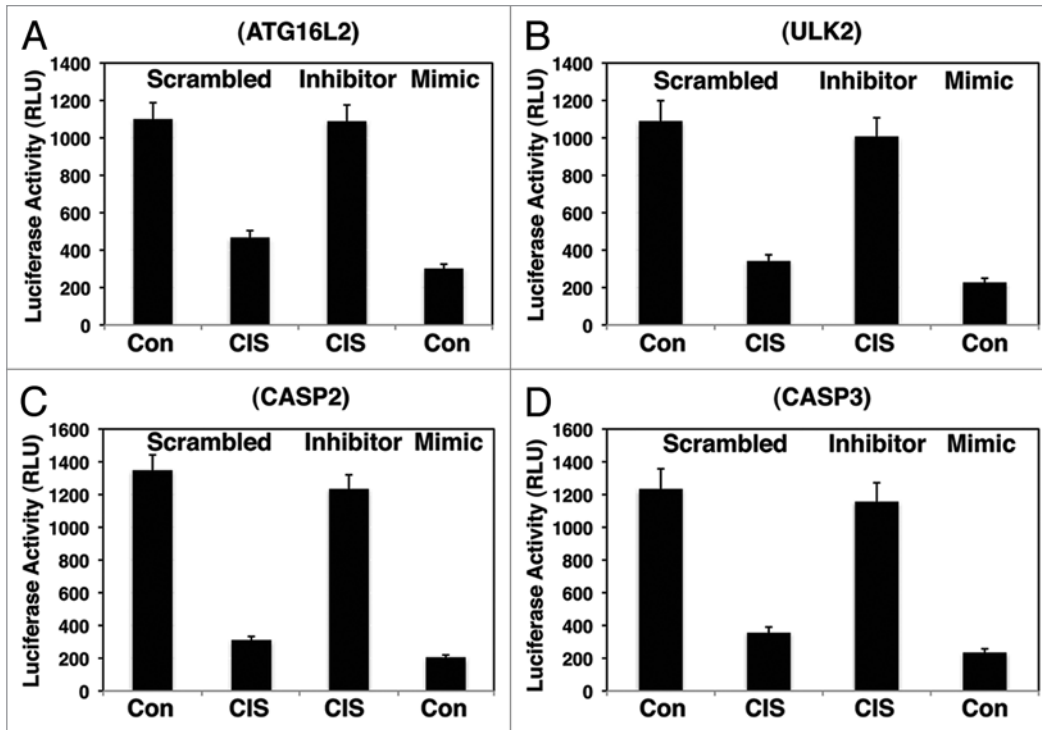 A
(ATG16L2)
Luciferase Activity (RLU)
1400
1200
1000
800
600
400
200
0
Scrambled Inhibitor Mimic
Con CIS CIS Con
B
(ULK2)
Luciferase Activity (RLU)
1400
1200
1000
800
600
400
200
0
Scrambled Inhibitor Mimic
Con CIS CIS Con
C
(CASP2)
Luciferase Activity (RLU)
1600
1400
1200
1000
800
600
400
200
0
Scrambled Inhibitor Mimic
Con CIS CIS Con
D
(CASP3)
Luciferase Activity (RLU)
1600
1400
1200
1000
800
600
400
200
0
Scrambled Inhibitor Mimic
Con CIS CIS Con